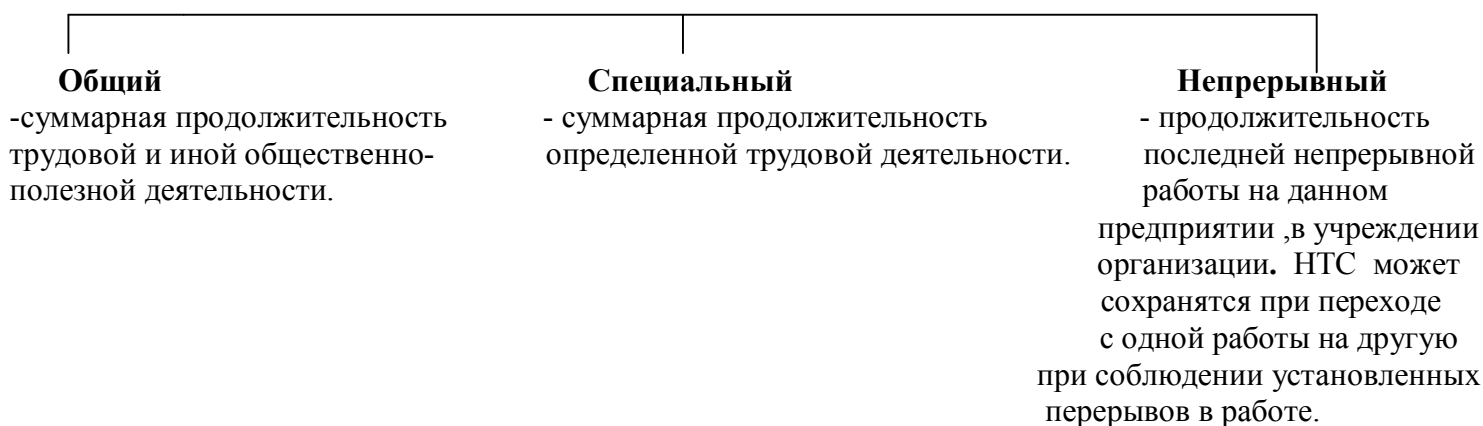 Общий
-суммарная продолжительность
трудовой и иной общественно-
полезной деятельности.
Специальный
- суммарная продолжительность
определенной трудовой деятельности.
Непрерывный
- продолжительность
последней непрерывной
работы на данном
предприятии ,в учреждении
организации. НТС может
сохранятся при переходе
с одной работы на другую
при соблюдении установленных
перерывов в работе.